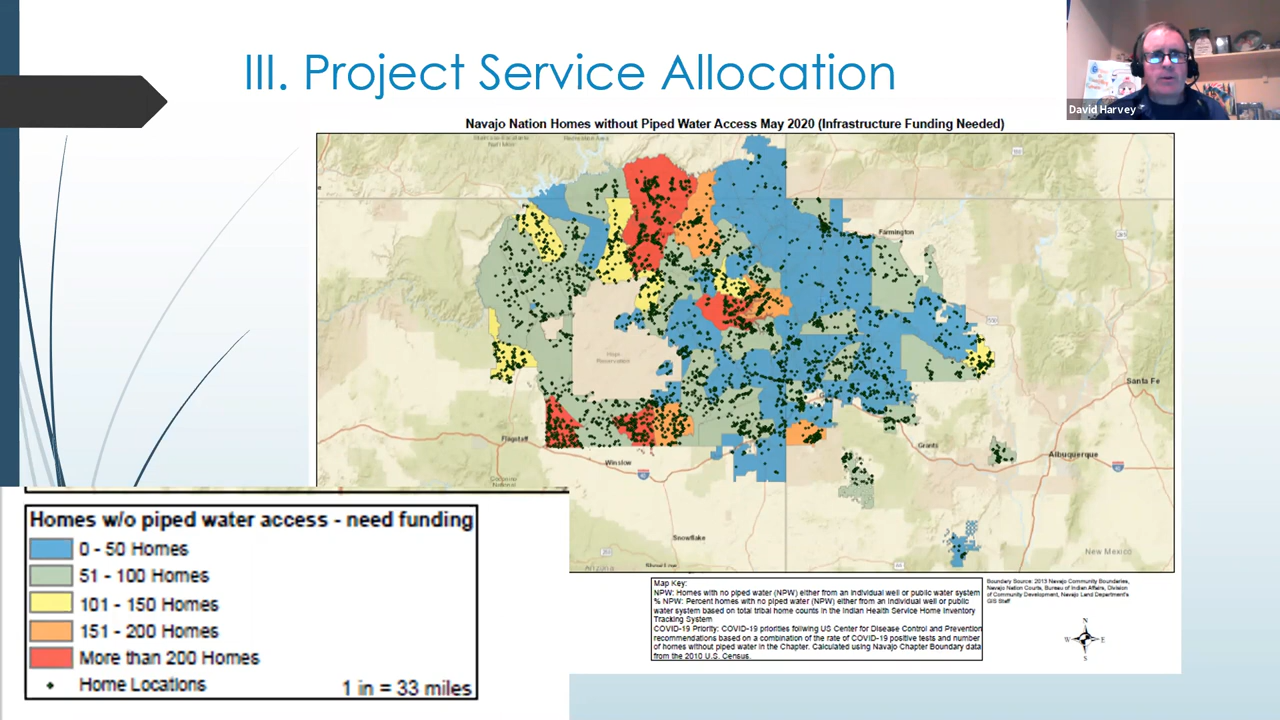 III. Project Service Allocation
David Harvey
Navajo Nation Homes without Piped Water Access May 2020 (Infrastructure Funding Needed)
Farmington
Hopi
Reservation
Santa Fe
Flagstaff
Grants
Albuquerque
Winslow
40
40
Coconino
National
Snowflake
Show Low
Arizona
New Mexico
Homes w/o piped water access - need funding
0 - 50 Homes
51 - 100 Homes
101 - 150 Homes
151 - 200 Homes
More than 200 Homes
Home Locations
1 in = 33 miles
Map Key:
NPW: Homes with no piped water (NPW) either from an individual well or public water system
% NPW: Percent homes with no piped water (NPW) either from an individual well or public
water system based on total tribal home counts in the Indian Health Service Home Inventory
Tracking System
COVID-19 Priority: COVID-19 priorities following US Center for Disease Control and Prevention
recommendations based on a combination of the rate of COVID-19 positive tests and number
of homes without piped water in the Chapter. Calculated using Navajo Chapter Boundary data
from the 2010 U.S. Census.
Boundary Source: 2013 Navajo Community Boundaries,
Navajo Nation Courts, Bureau of Indian Affairs, Division
of Community Development, Navajo Land Department's
GIS Staff
N
W
E
S